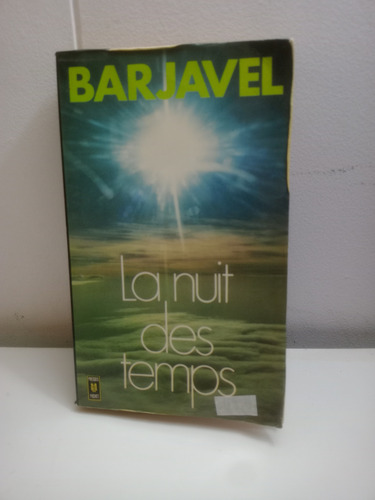 BARJAVEL
La nuit
des
temps